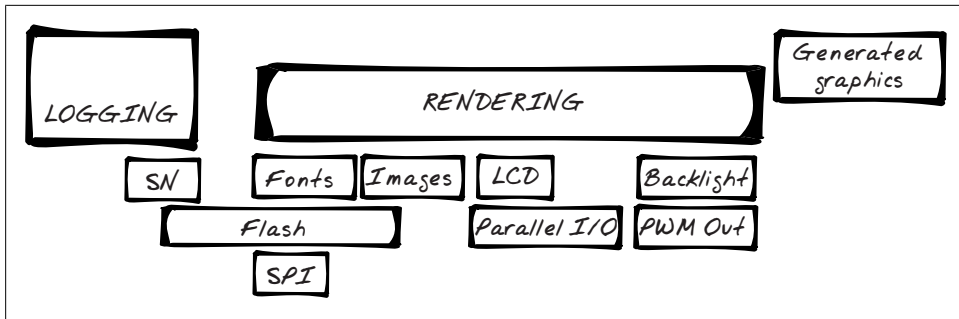 Generated
graphics
LOGGING
RENDERING
SN
Fonts
Images
LCD
Backlight
Flash
Parallel I/O
PWM Out
SPI